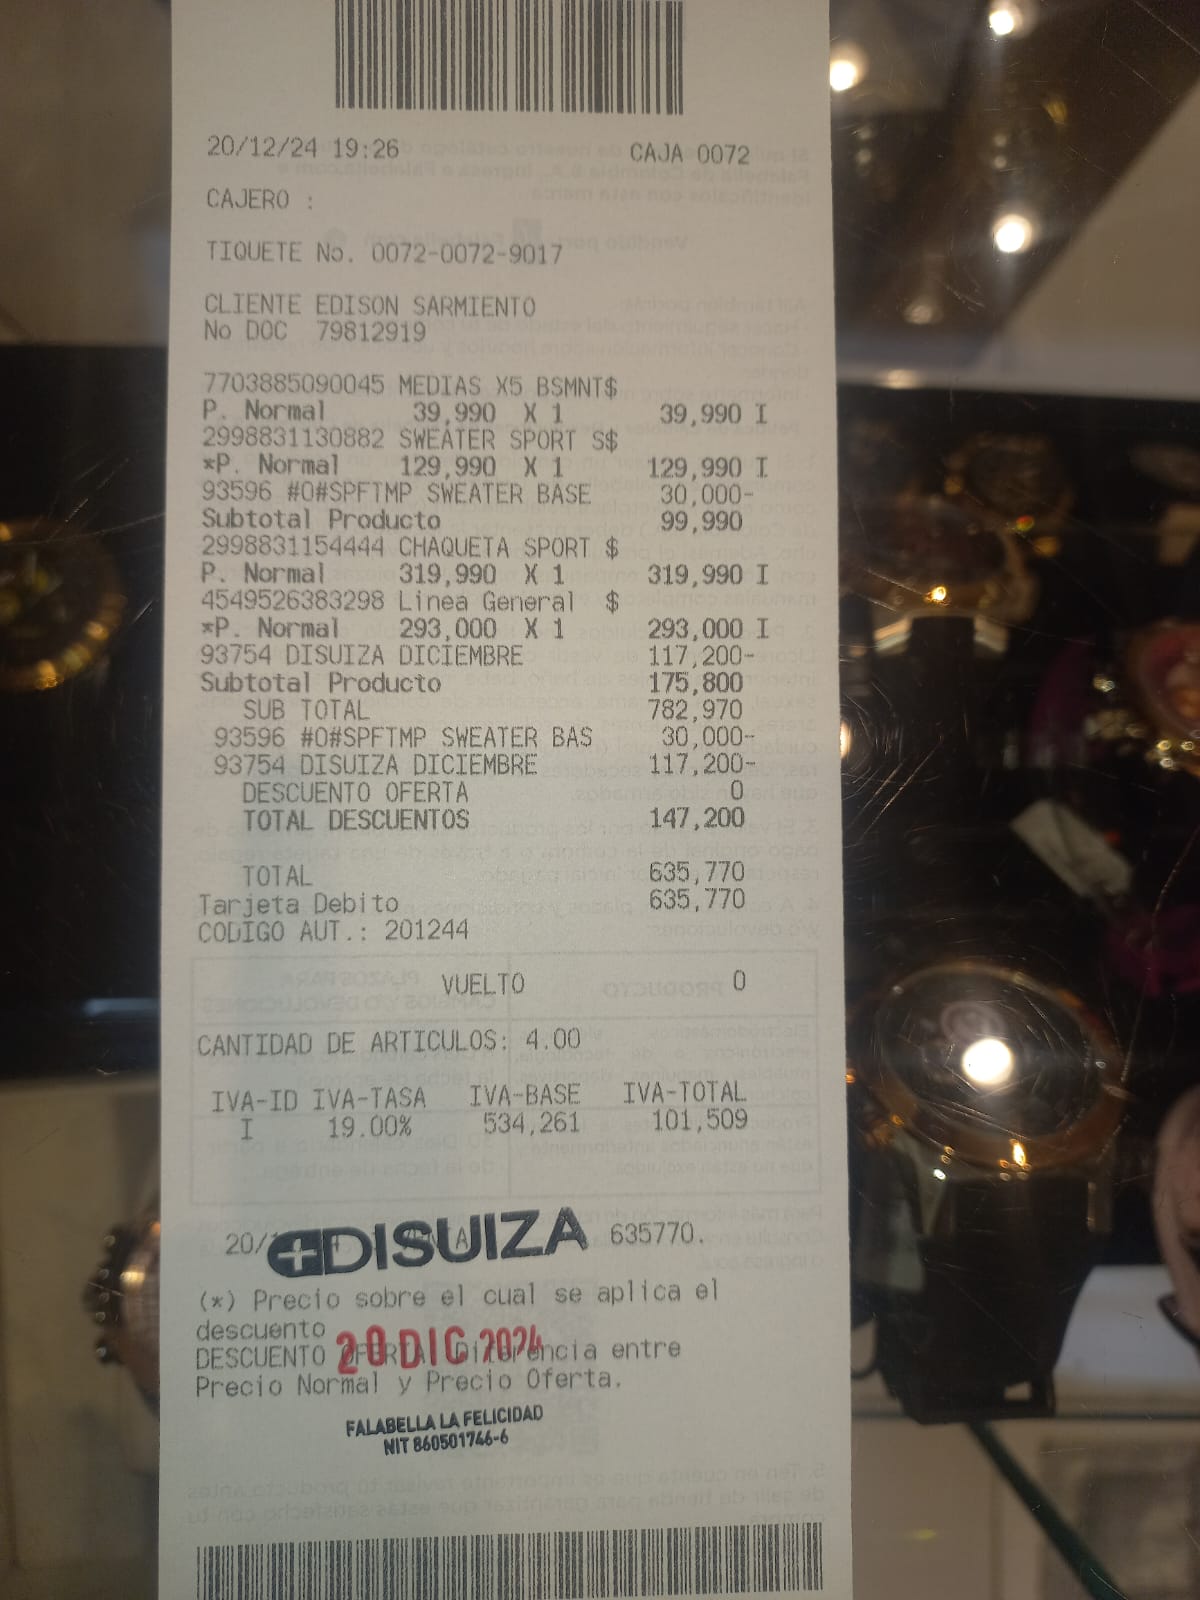 20/12/24 19:26 CAJA 0072
CAJERO :
TIQUETE No. 0072-0072-9017
CLIENTE EDISON SARMIENTO
No DOC 79812919
7703885090045 MEDIAS X5 BSMNT$
P. Normal 39,990 X 1 39,990 I
2998831130882 SWEATER SPORT S$
*P. Normal 129,990 X 1 129,990 I
93596 #O#SPFTMP SWEATER BASE 30,000-
Subtotal Producto 99,990
2998831154444 CHAQUETA SPORT $
P. Normal 319,990 X 1 319,990 I
4549526383298 Linea General $
*P. Normal 293,000 X 1 293,000 I
93754 DISUIZA DICIEMBRE 117,200-
Subtotal Producto 175,800
SUB TOTAL 782,970
93596 #O#SPFTMP SWEATER BAS 30,000-
93754 DISUIZA DICIEMBRE 117,200-
DESCUENTO OFERTA 0
TOTAL DESCUENTOS 147,200
TOTAL 635,770
Tarjeta Debito 635,770
CODIGO AUT.: 201244
VUELTO 0
CANTIDAD DE ARTICULOS: 4.00
IVA-ID IVA-TASA IVA-BASE IVA-TOTAL
I 19.00% 534,261 101,509
20/ DISUIZA 635770.
(*) Precio sobre el cual se aplica el
descuento
20 DIC 2024
DESCUENTO OFERTA Diferencia entre
Precio Normal y Precio Oferta.
FALABELLA LA FELICIDAD
NIT 860501746-6